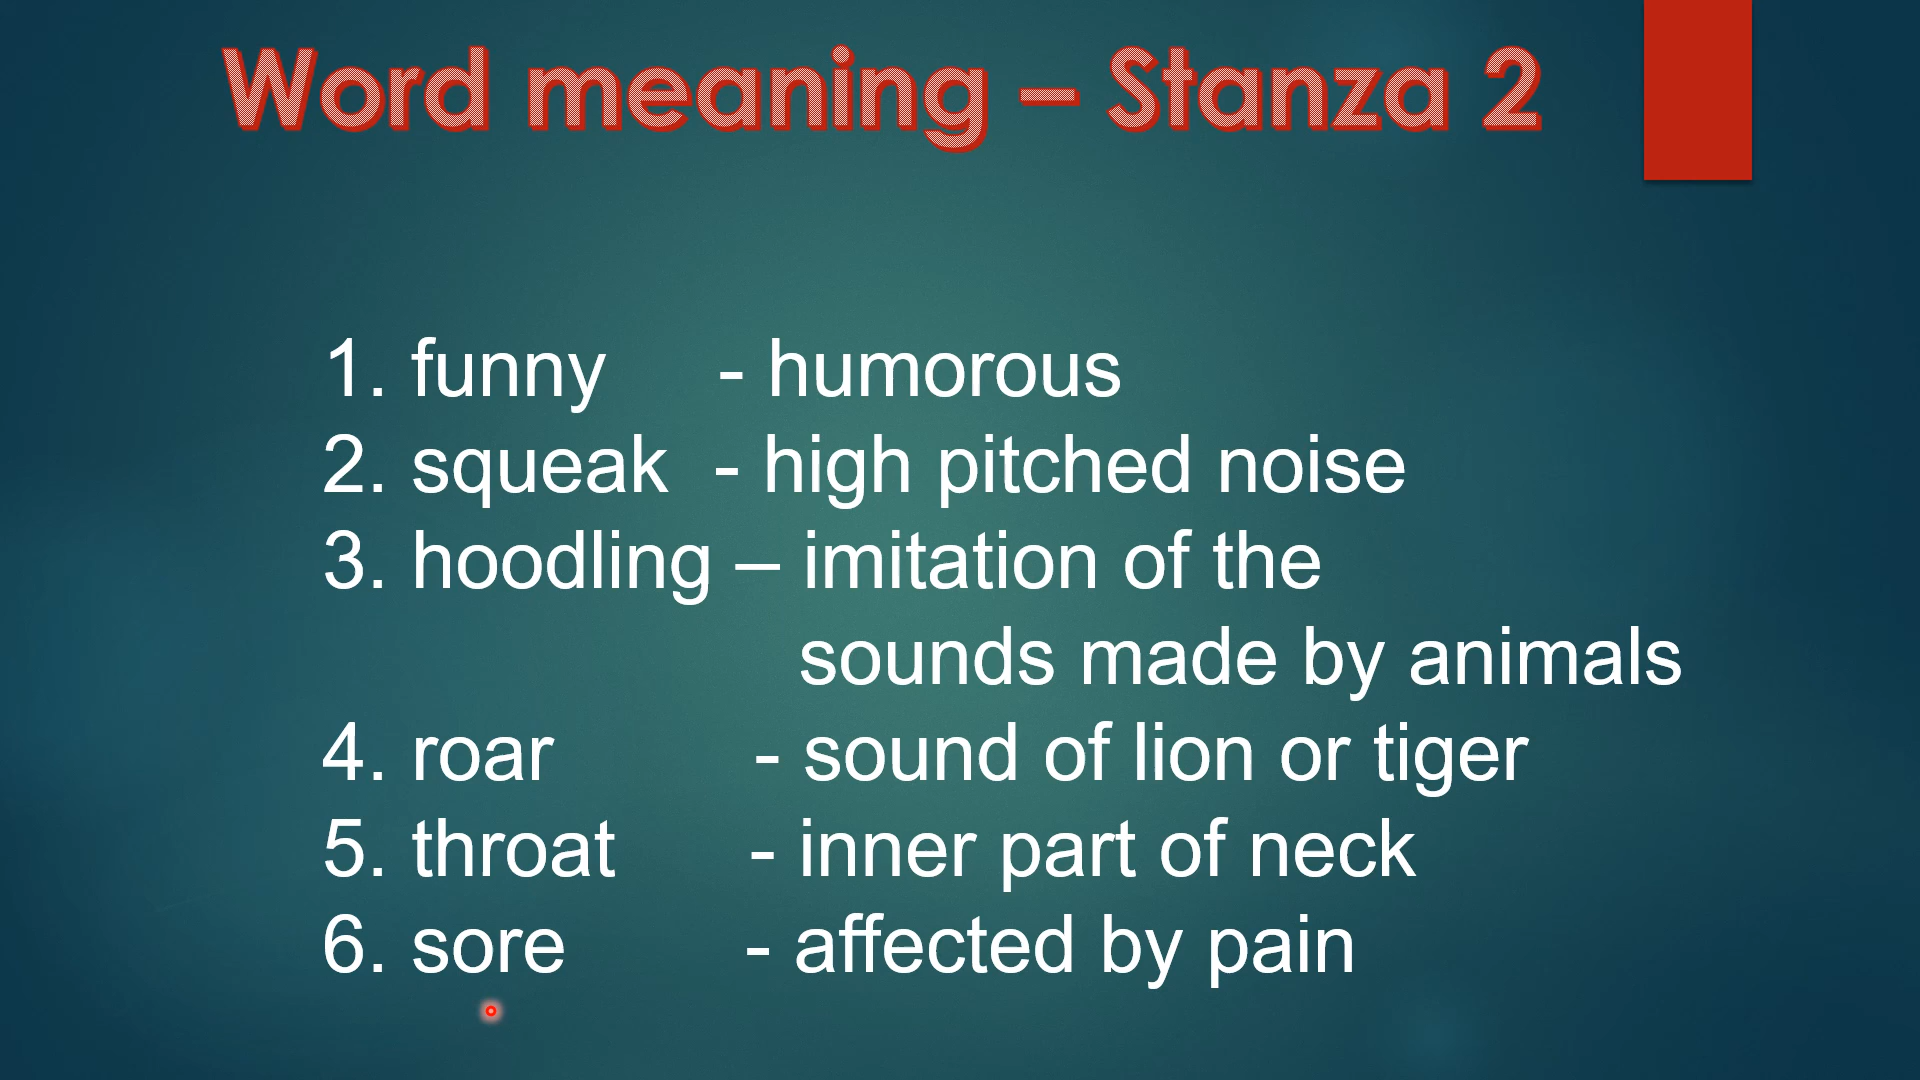 Word meaning – Stanza 2
1. funny - humorous
2. squeak - high pitched noise
3. hoodling – imitation of the
sounds made by animals
4. roar - sound of lion or tiger
5. throat - inner part of neck
6. sore - affected by pain